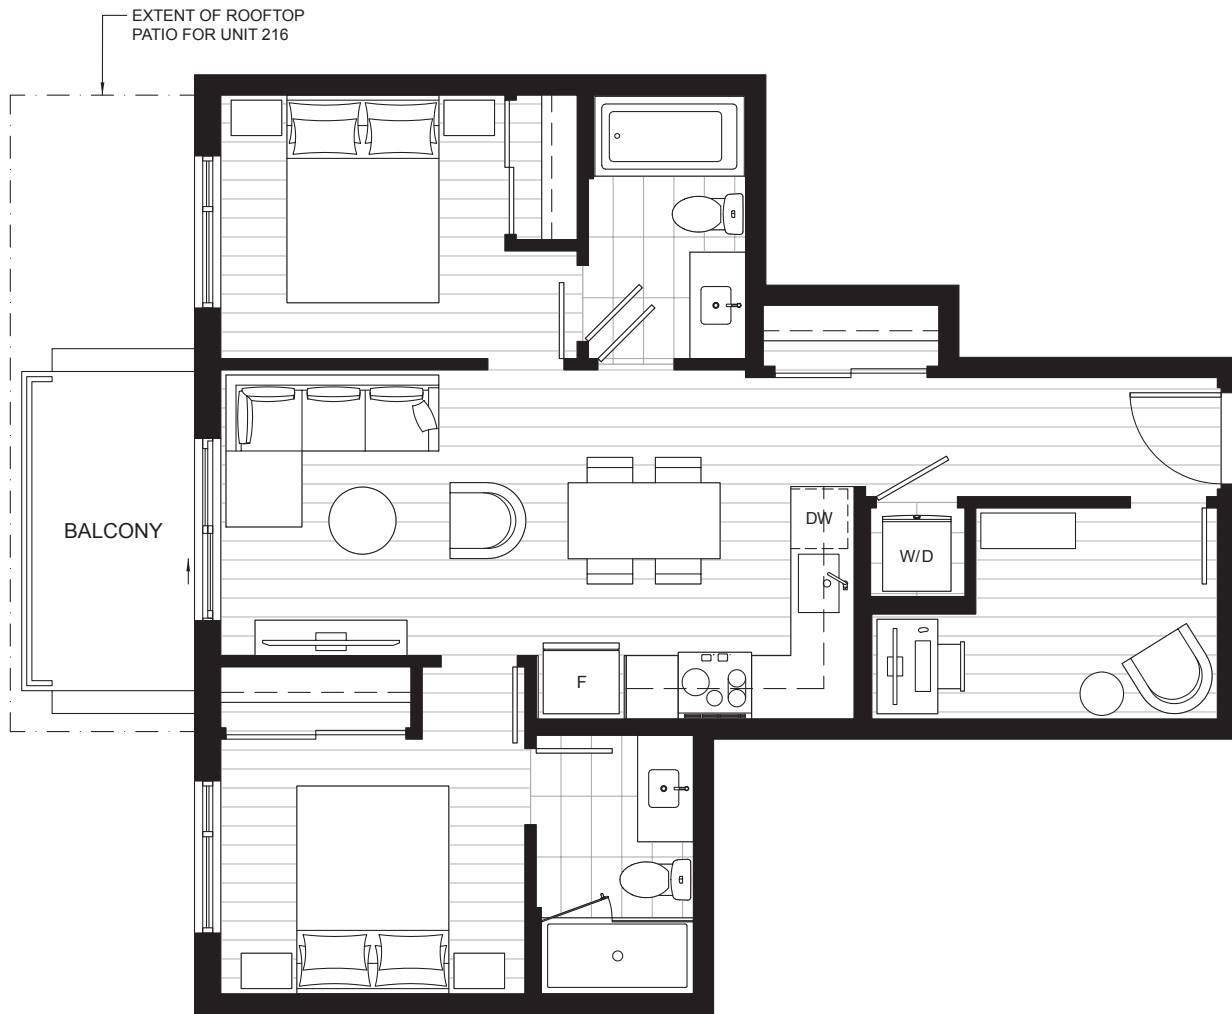 EXTENT OF ROOFTOP
PATIO FOR UNIT 216
BALCONY
DW
W/D
F